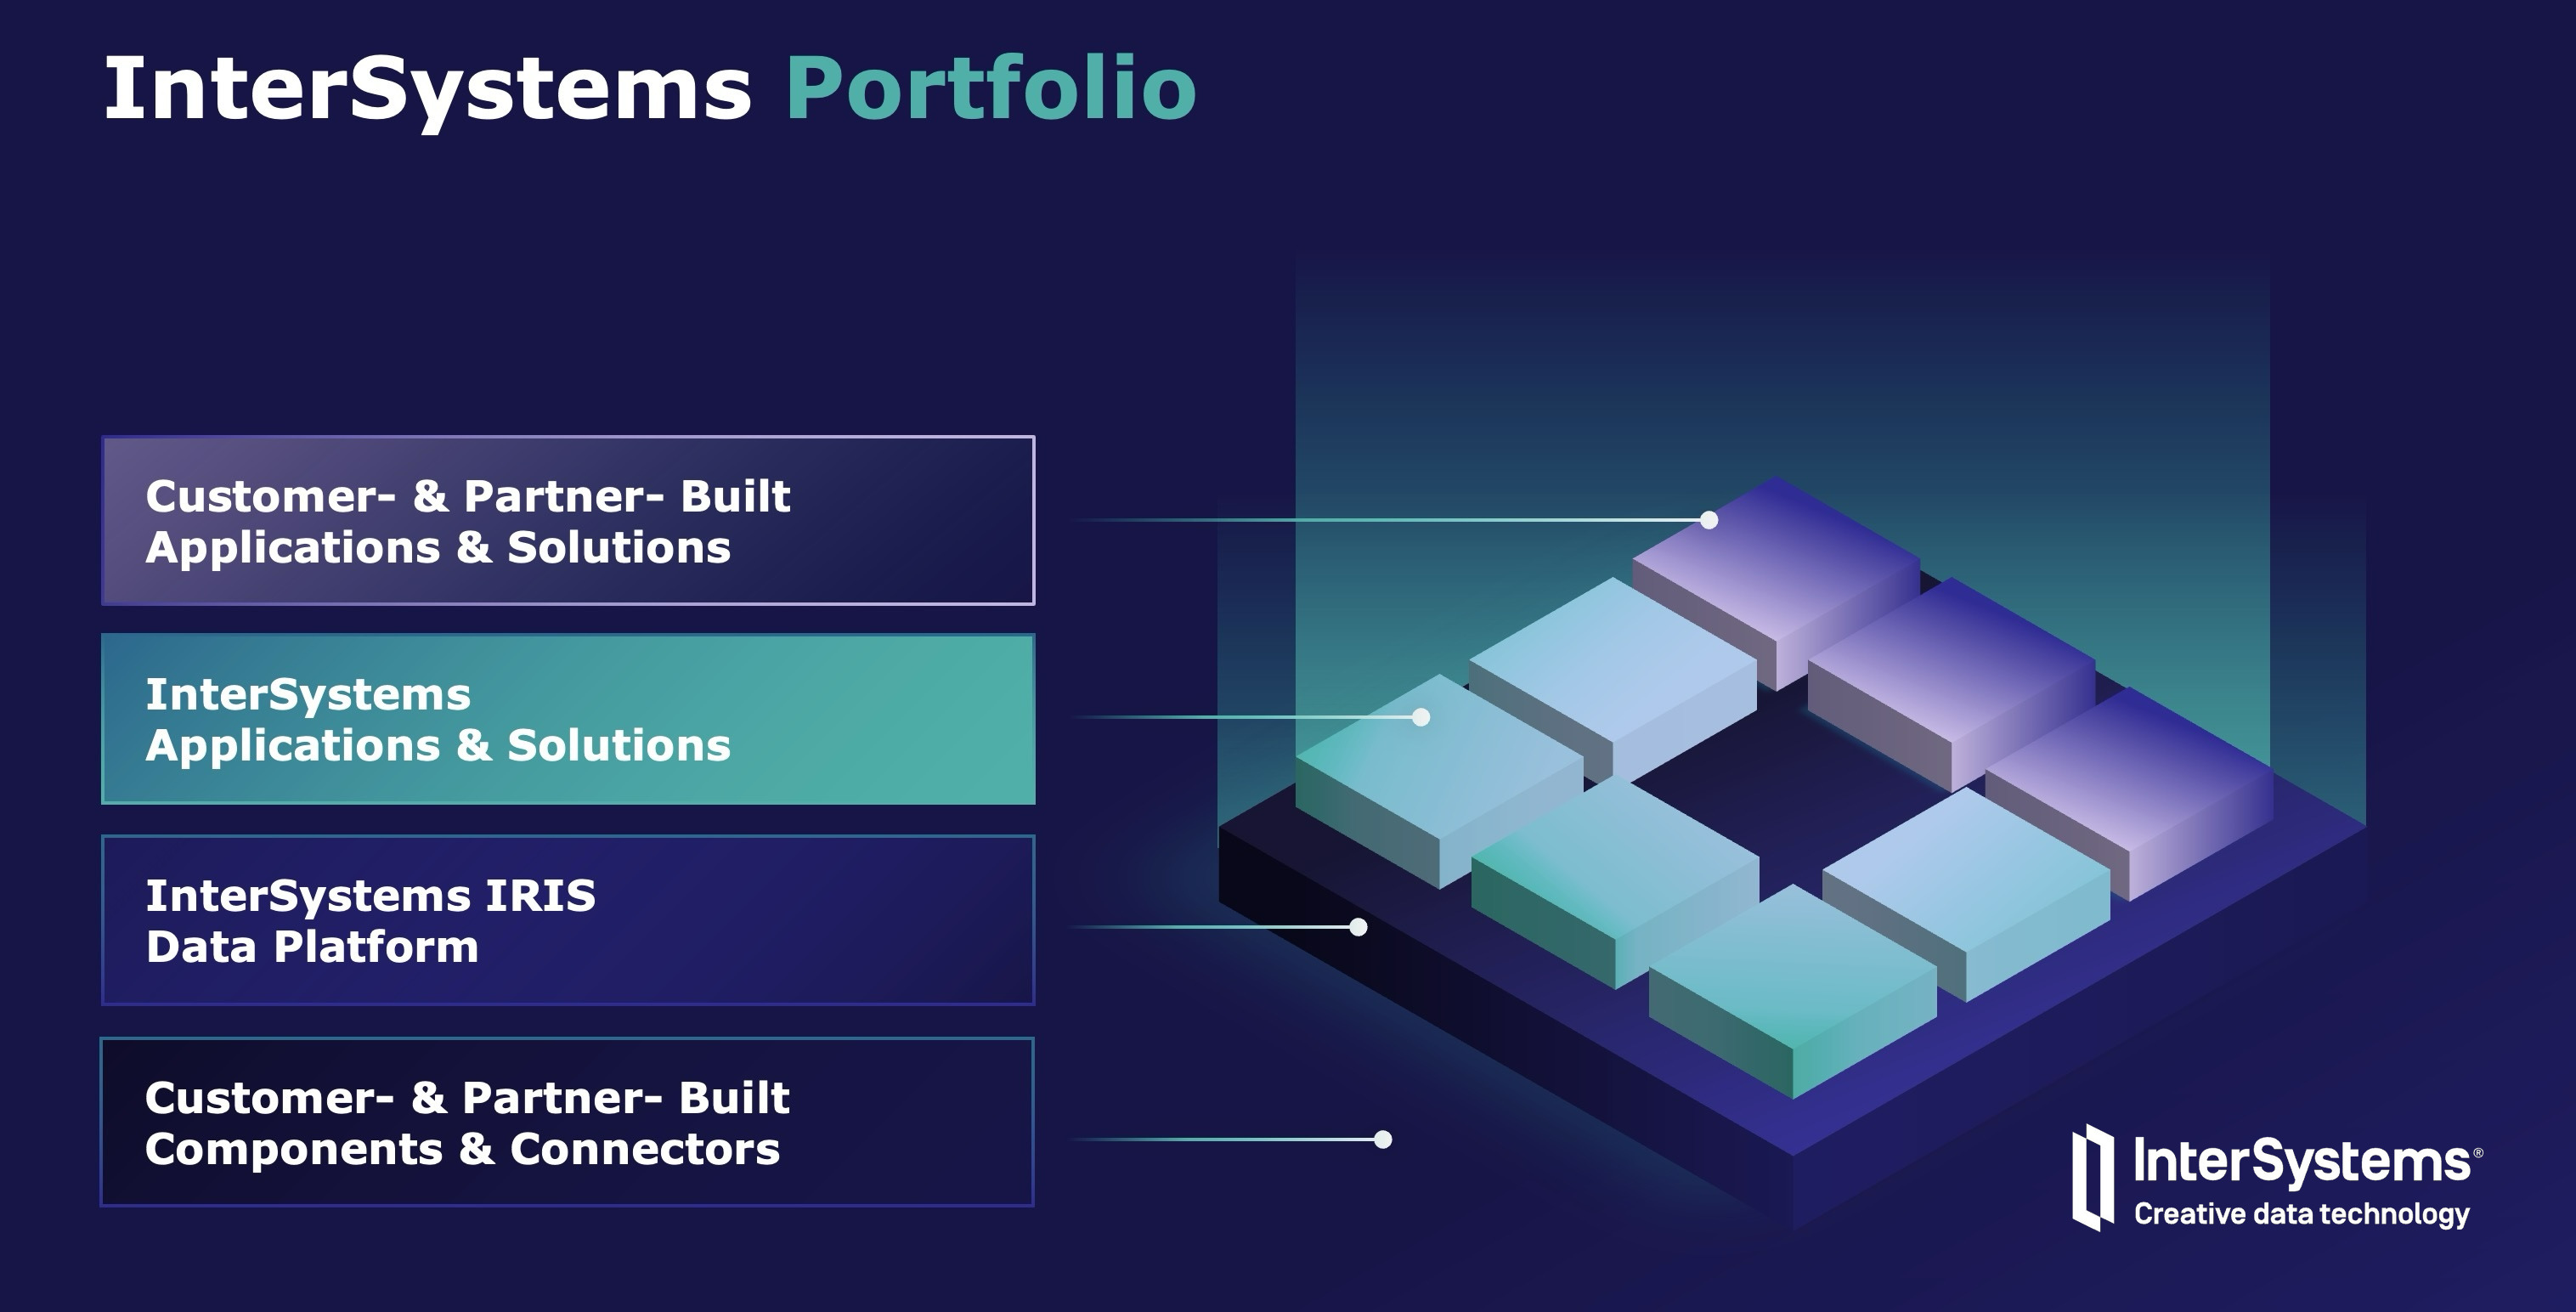 InterSystems Portfolio
Customer- & Partner- Built
Applications & Solutions
InterSystems
Applications & Solutions
InterSystems IRIS
Data Platform
Customer- & Partner- Built
Components & Connectors
InterSystems®
Creative data technology